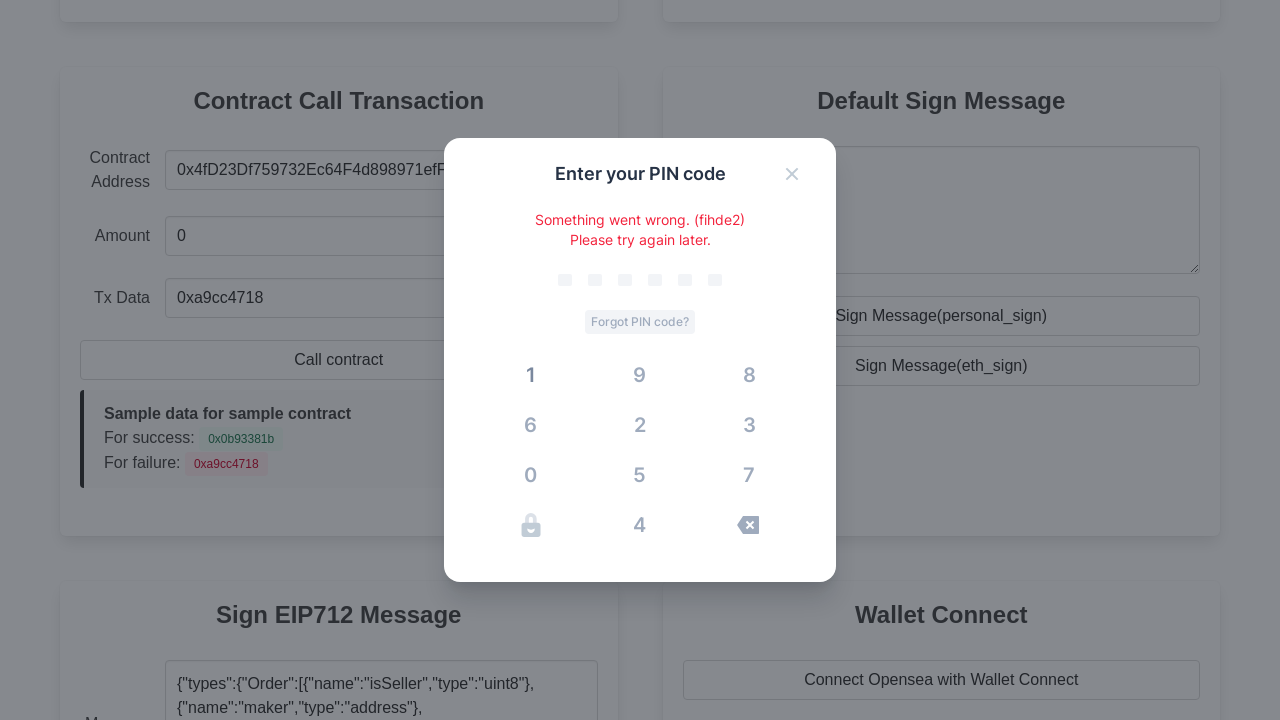 Contract Call Transaction
Default Sign Message
Contract
Address
0x4fD23Df759732Ec64F4d898971ef
Amount
0
Tx Data
0xa9cc4718
Call contract
Sample data for sample contract
For success: 0x0b93381b
For failure: 0xa9cc4718
Enter your PIN code
Something went wrong. (fihde2)
Please try again later.
Forgot PIN code?
1 9 8
6 2 3
0 5 7
4
Sign Message(personal_sign)
Sign Message(eth_sign)
Sign EIP712 Message
{"types":{"Order":[{"name":"isSeller","type":"uint8"},
{"name":"maker","type":"address"},
Wallet Connect
Connect Opensea with Wallet Connect